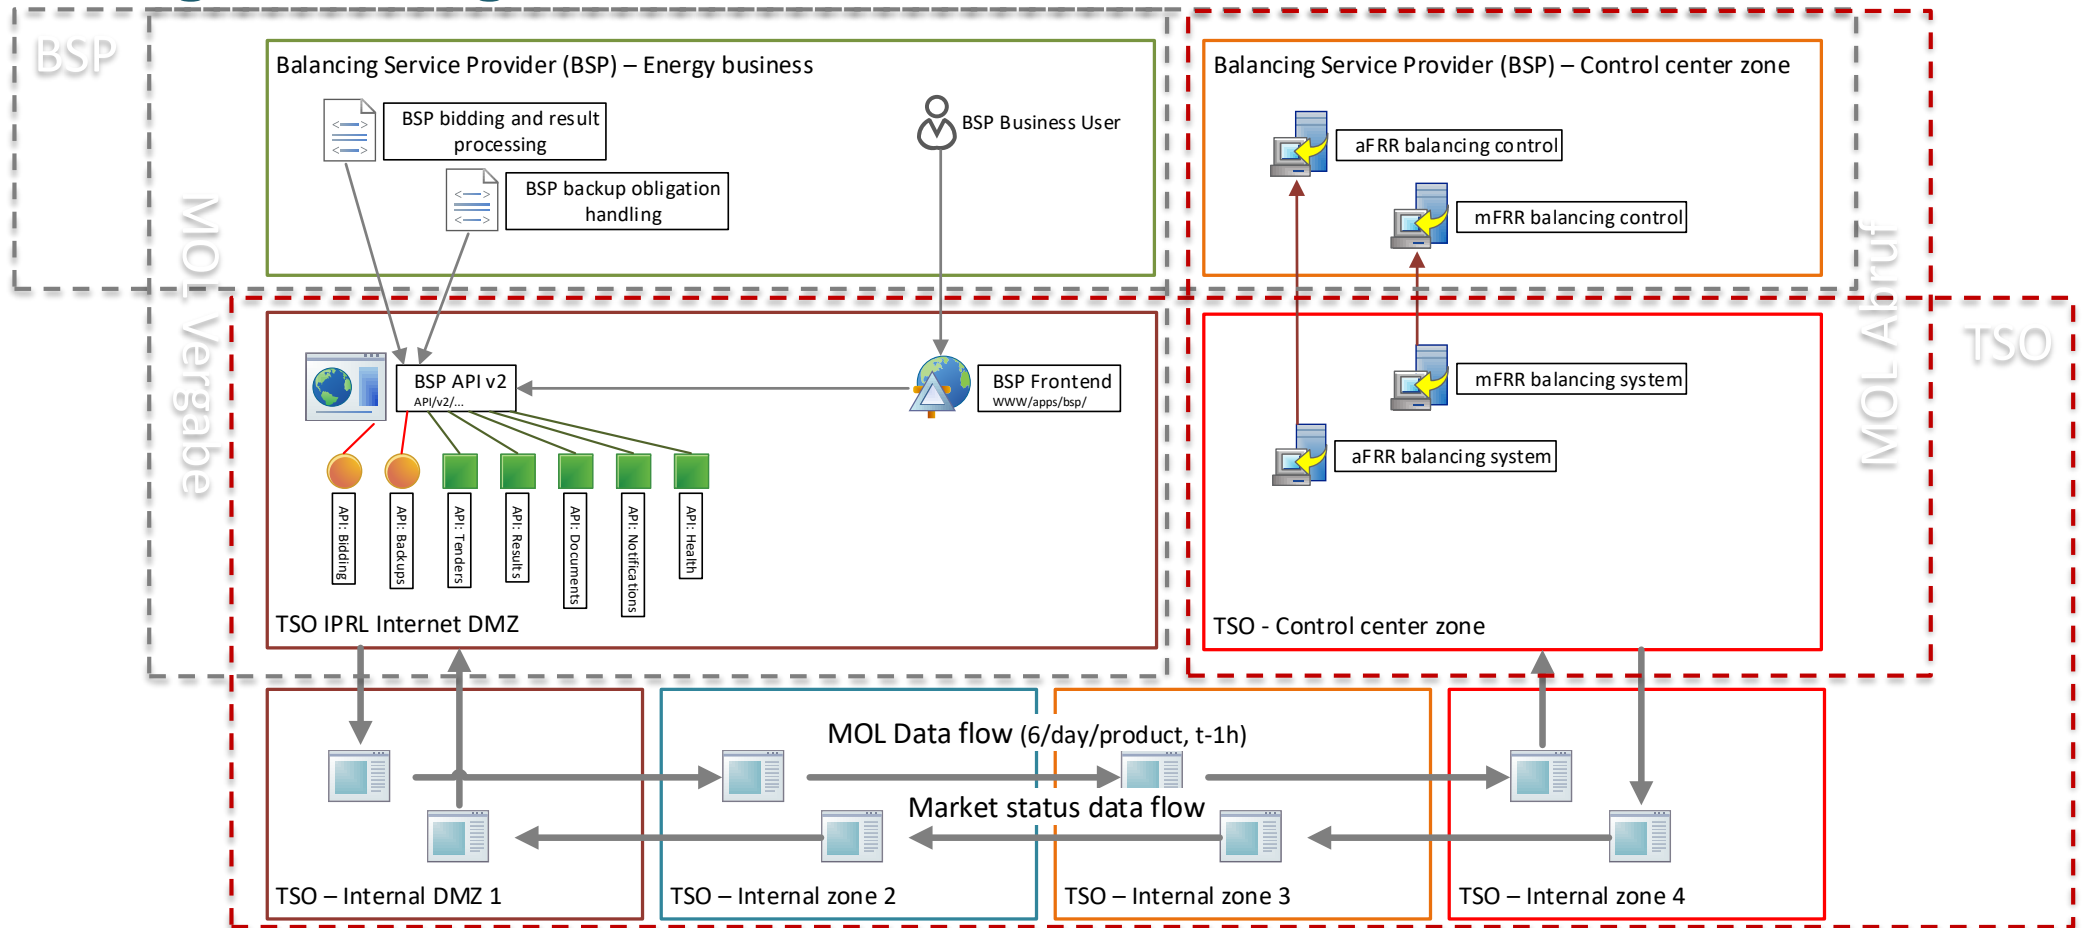 BSP
Balancing Service Provider (BSP) – Energy business
BSP bidding and result
processing
BSP backup obligation
handling
BSP Business User
Balancing Service Provider (BSP) – Control center zone
aFRR balancing control
mFRR balancing control
MOL Vergabe
MOL Abruf
TSO
BSP API v2
API/v2/...
BSP Frontend
WWW/apps/bsp/
API: Bidding
API: Backups
API: Tenders
API: Results
API: Documents
API: Notifications
API: Health
TSO IPRL Internet DMZ
mFRR balancing system
aFRR balancing system
TSO - Control center zone
MOL Data flow (6/day/product, t-1h)
Market status data flow
TSO – Internal DMZ 1
TSO – Internal zone 2
TSO – Internal zone 3
TSO – Internal zone 4